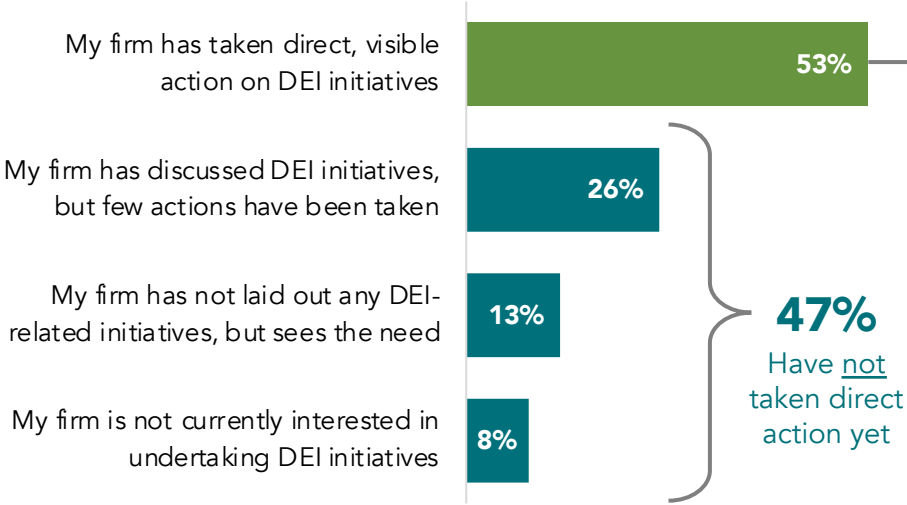 My firm has taken direct, visible
action on DEI initiatives
53%
My firm has discussed DEI initiatives,
but few actions have been taken
26%
My firm has not laid out any DEI-
related initiatives, but sees the need
13%
My firm is not currently interested in
undertaking DEI initiatives
8%
47%
Have not
taken direct
action yet